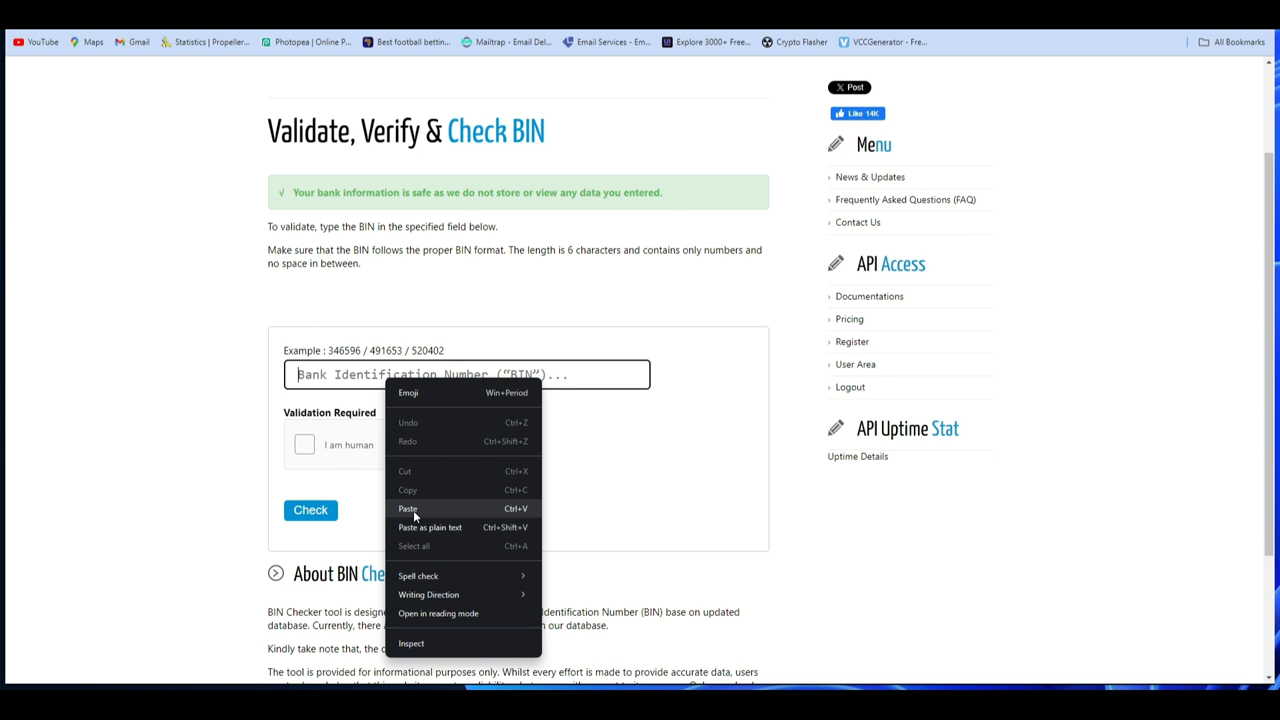 YouTube Maps Gmail Statistics | Propeller... Photopea | Online P... Best football bettin... Mailtrap - Email Del... Email Services - Em... Explore 3000+ Free... Crypto Flasher VCCGenerator - Fre... All Bookmarks
Validate, Verify & Check BIN
√ Your bank information is safe as we do not store or view any data you entered.
To validate, type the BIN in the specified field below.
Make sure that the BIN follows the proper BIN format. The length is 6 characters and contains only numbers and
no space in between.
Example : 346596 / 491653 / 520402
Bank Identification Number (“BIN”)...
Validation Required
I am human
Check
Emoji Win+Period
Undo Ctrl+Z
Redo Ctrl+Shift+Z
Cut Ctrl+X
Copy Ctrl+C
Paste Ctrl+V
Paste as plain text Ctrl+Shift+V
Select all Ctrl+A
Spell check
Writing Direction
Open in reading mode
Inspect
About BIN Che
BIN Checker tool is design dentification Number (BIN) base on updated
database. Currently, there n our database.
Kindly take note that, the
The tool is provided for informational purposes only. Whilst every effort is made to provide accurate data, users
X Post
Like 14K
Menu
News & Updates
Frequently Asked Questions (FAQ)
Contact Us
API Access
Documentations
Pricing
Register
User Area
Logout
API Uptime Stat
Uptime Details